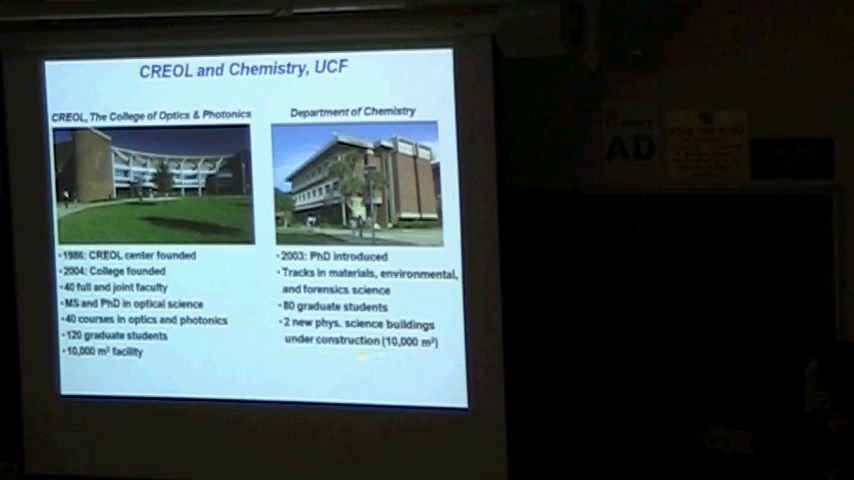 CREOL and Chemistry, UCF
CREOL, The College of Optics & Photonics
• 1986: CREOL center founded
• 2004: College founded
• 40 full and joint faculty
• MS and PhD in optical science
• 40 courses in optics and photonics
• 120 graduate students
• 10,000 m² facility
Department of Chemistry
• 2003: PhD introduced
• Tracks in materials, environmental,
and forensics science
• 80 graduate students
• 2 new phys. science buildings
under construction (10,000 m²)
AD